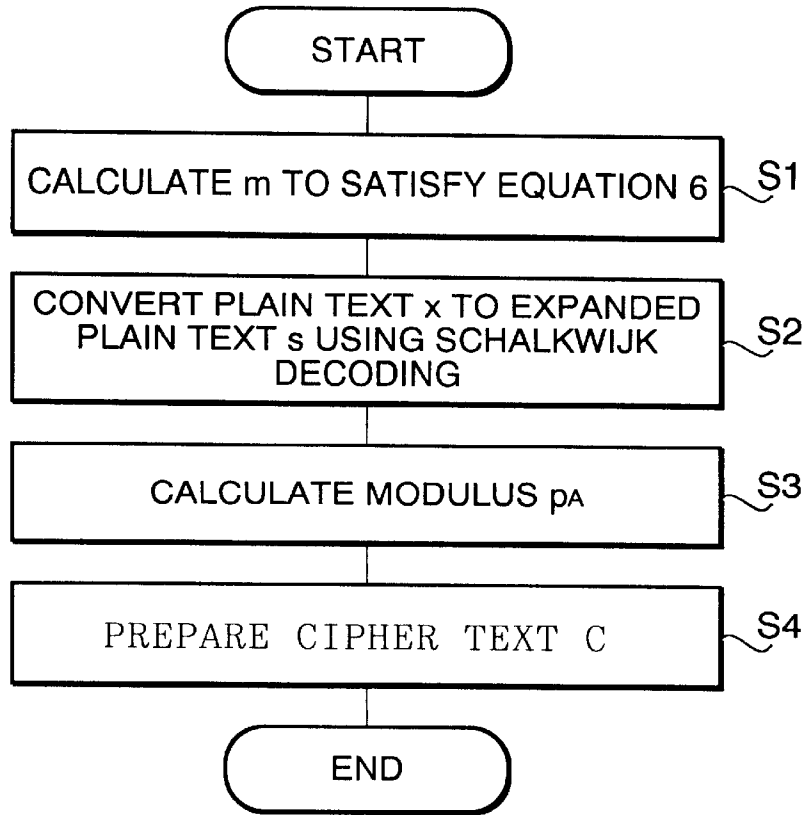 START
CALCULATE m TO SATISFY EQUATION 6
S1
CONVERT PLAIN TEXT x TO EXPANDED
PLAIN TEXT s USING SCHALKWIJK
DECODING
S2
CALCULATE MODULUS pA
S3
PREPARE CIPHER TEXT C
S4
END